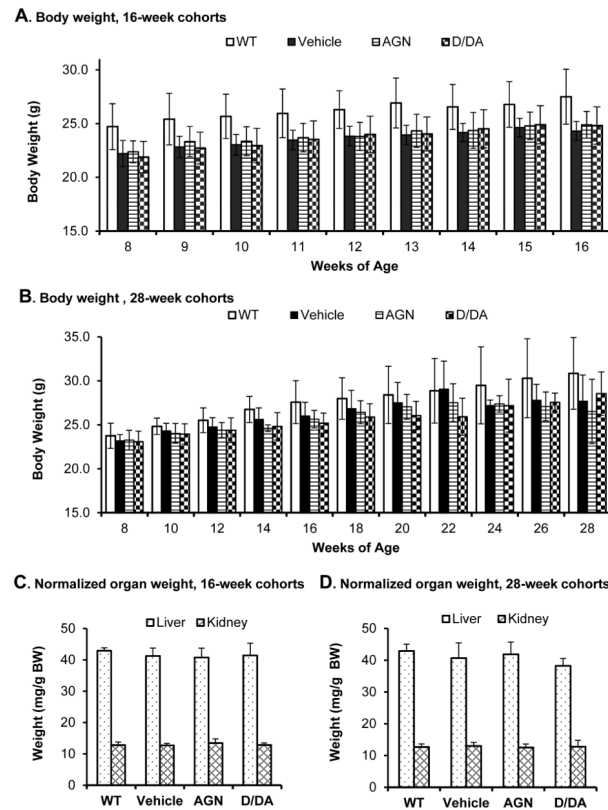 A. Body weight, 16-week cohorts
WT Vehicle AGN D/DA
Body Weight (g)
30.0
25.0
20.0
15.0
8 9 10 11 12 13 14 15 16
Weeks of Age
B. Body weight , 28-week cohorts
WT Vehicle AGN D/DA
Body Weight (g)
35.0
30.0
25.0
20.0
15.0
8 10 12 14 16 18 20 22 24 26 28
Weeks of Age
C. Normalized organ weight, 16-week cohorts
Liver Kidney
Weight (mg/g BW)
50
40
30
20
10
0
WT Vehicle AGN D/DA
D. Normalized organ weight, 28-week cohorts
Liver Kidney
Weight (mg/g BW)
50
40
30
20
10
0
WT Vehicle AGN D/DA